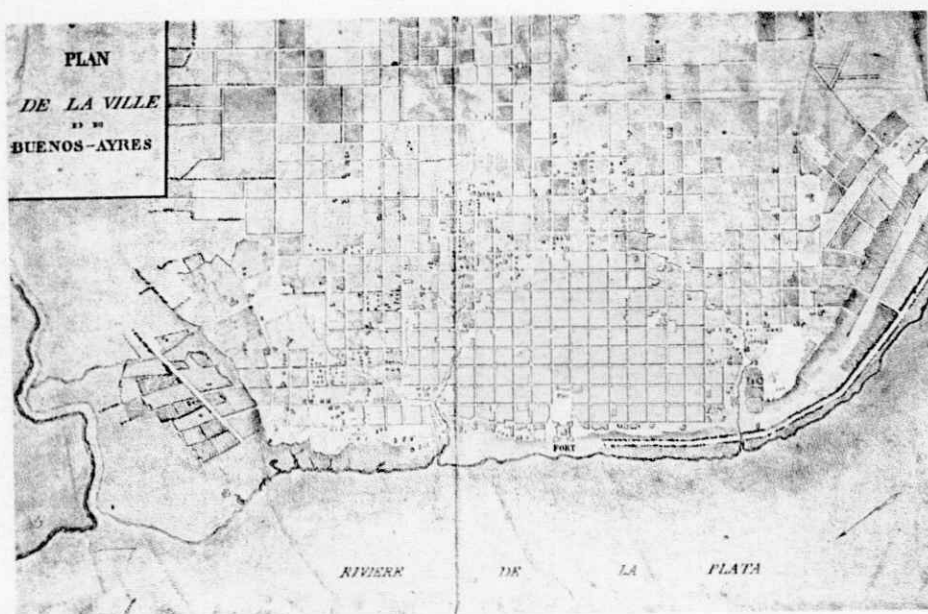 PLAN
DE LA VILLE
BUENOS-AYRES
FORT
RIVIERE DE LA PLATA